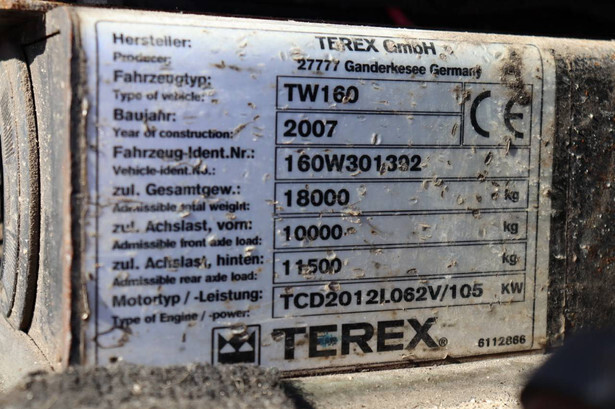 Hersteller: TEREX GmbH
Producer: 27777 Ganderkesee Germany
Fahrzeugtyp: TW160
Type of vehicle:
Baujahr: 2007
Year of construction:
Fahrzeug-Ident.Nr.: 160W301392
Vehicle-ident.No.:
zul. Gesamtgew.: 18000 kg
Admissible total weight:
zul. Achslast, vorn: 10000 kg
Admissible front axle load:
zul. Achslast, hinten: 11500 kg
Admissible rear axle load:
Motortyp / -Leistung: TCD2012L062V/105 KW
Type of Engine / -power:
CE
TEREX®
6112866